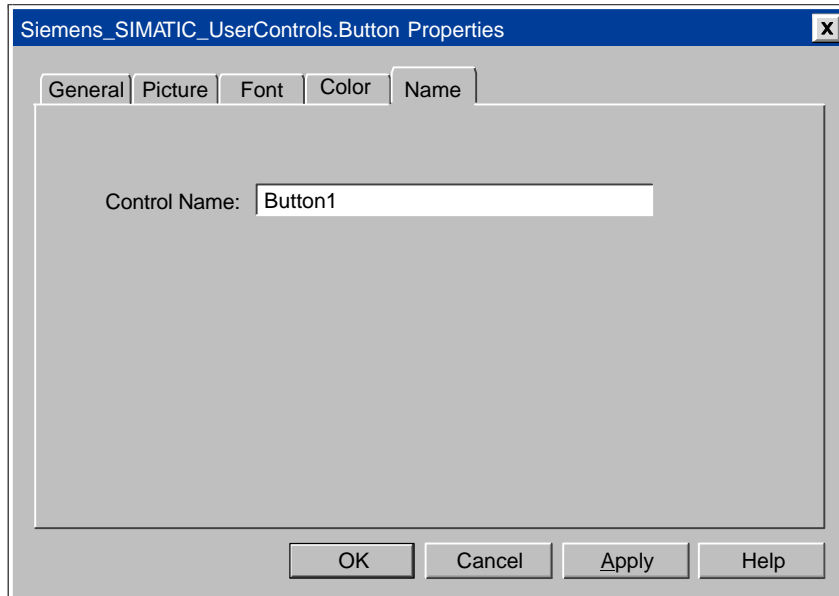 Siemens_SIMATIC_UserControls.Button Properties X
General Picture Font Color Name
Control Name: Button1
OK Cancel Apply Help